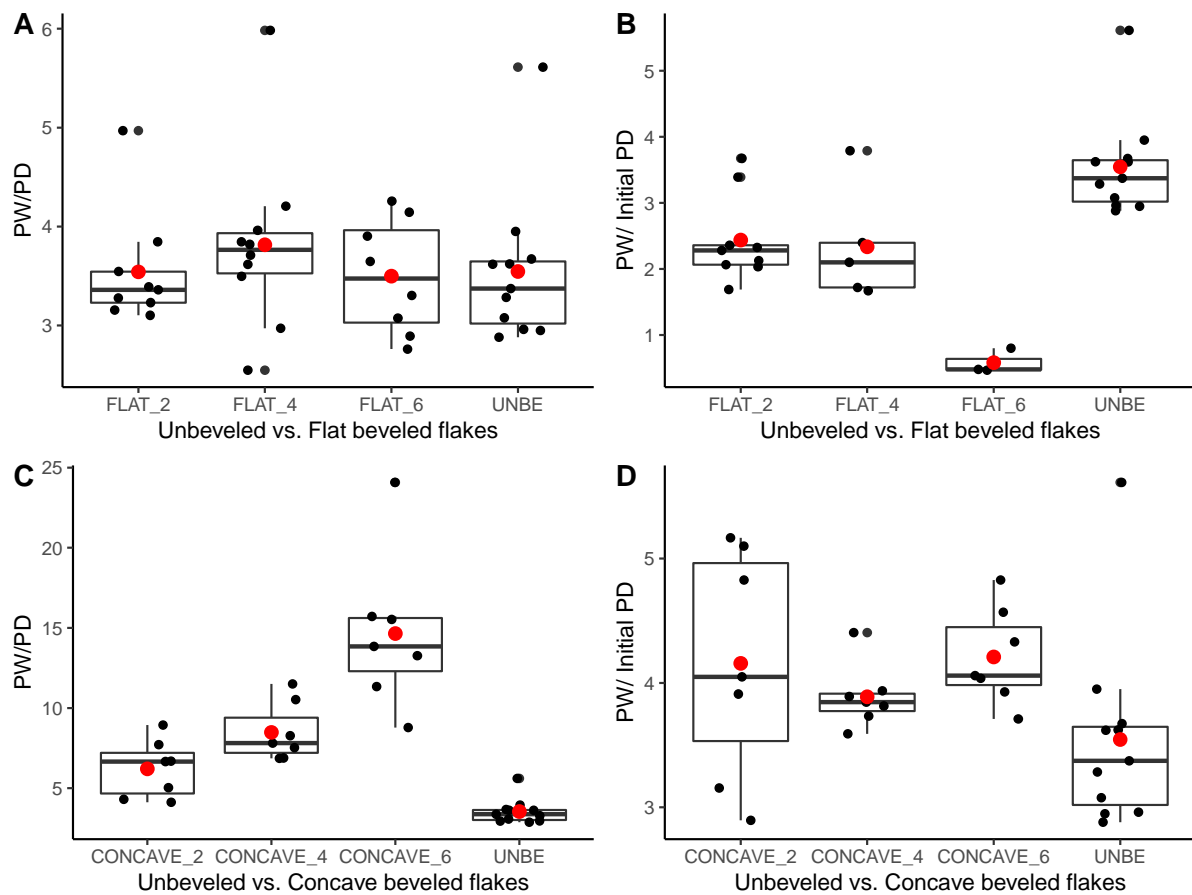 A
PW/PD
6
5
4
3
FLAT_2 FLAT_4 FLAT_6 UNBE
Unbeveled vs. Flat beveled flakes
B
PW/ Initial PD
5
4
3
2
1
FLAT_2 FLAT_4 FLAT_6 UNBE
Unbeveled vs. Flat beveled flakes
C
PW/PD
25
20
15
10
5
CONCAVE_2 CONCAVE_4 CONCAVE_6 UNBE
Unbeveled vs. Concave beveled flakes
D
PW/ Initial PD
5
4
3
CONCAVE_2 CONCAVE_4 CONCAVE_6 UNBE
Unbeveled vs. Concave beveled flakes